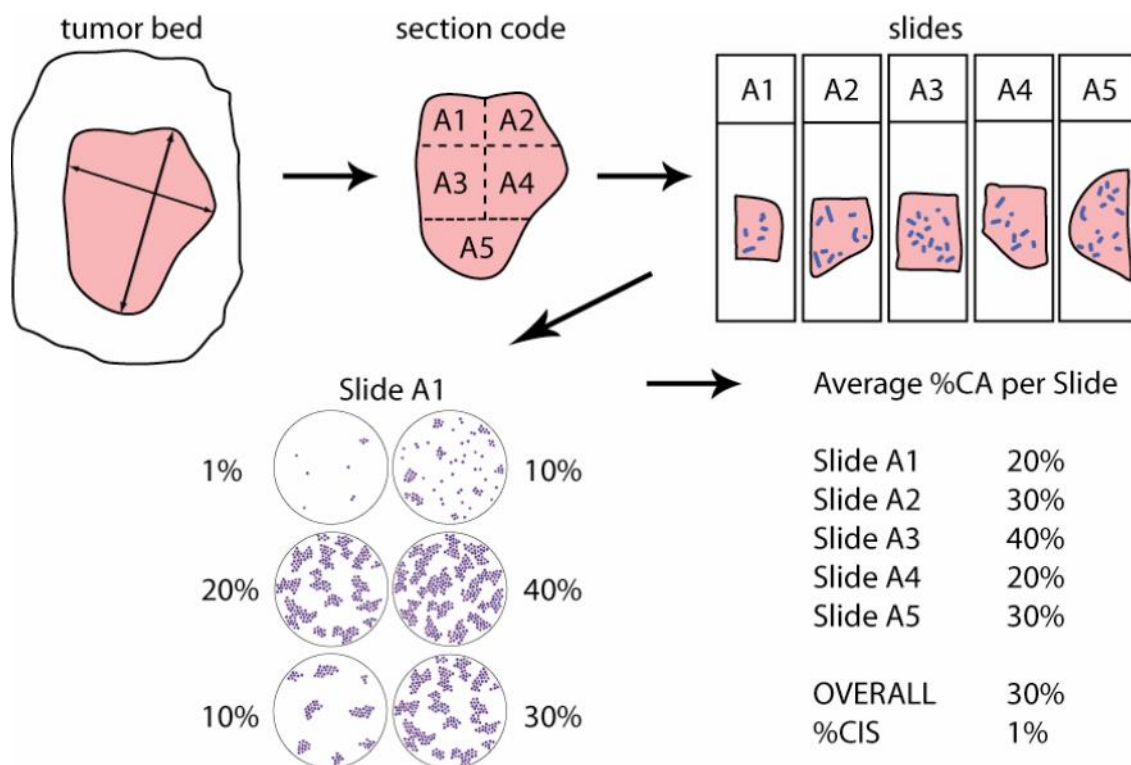 tumor bed
section code
slides
A1 A2
A3 A4
A5
A1 A2 A3 A4 A5
Slide A1
1% 10%
20% 40%
10% 30%
Average %CA per Slide
Slide A1 20%
Slide A2 30%
Slide A3 40%
Slide A4 20%
Slide A5 30%
OVERALL 30%
%CIS 1%